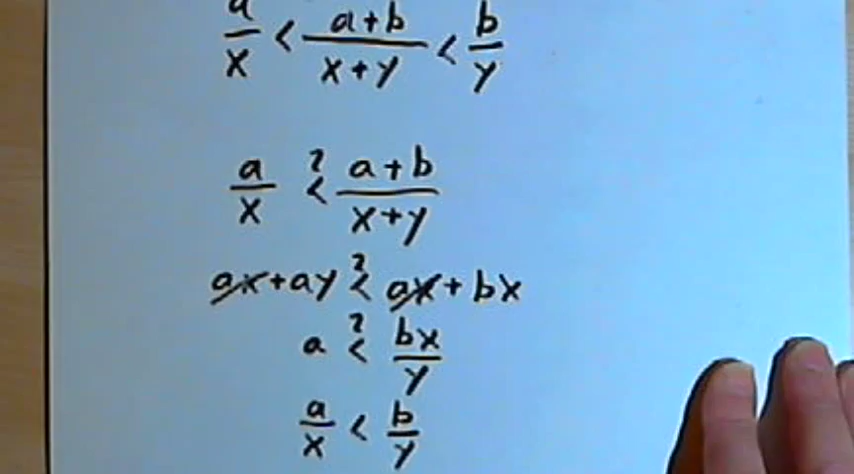 a/x < (a+b)/(x+y) < b/y
a/x ?< (a+b)/(x+y)
ax+ay ?< ax+bx
a ?< bx/y
a/x < b/y